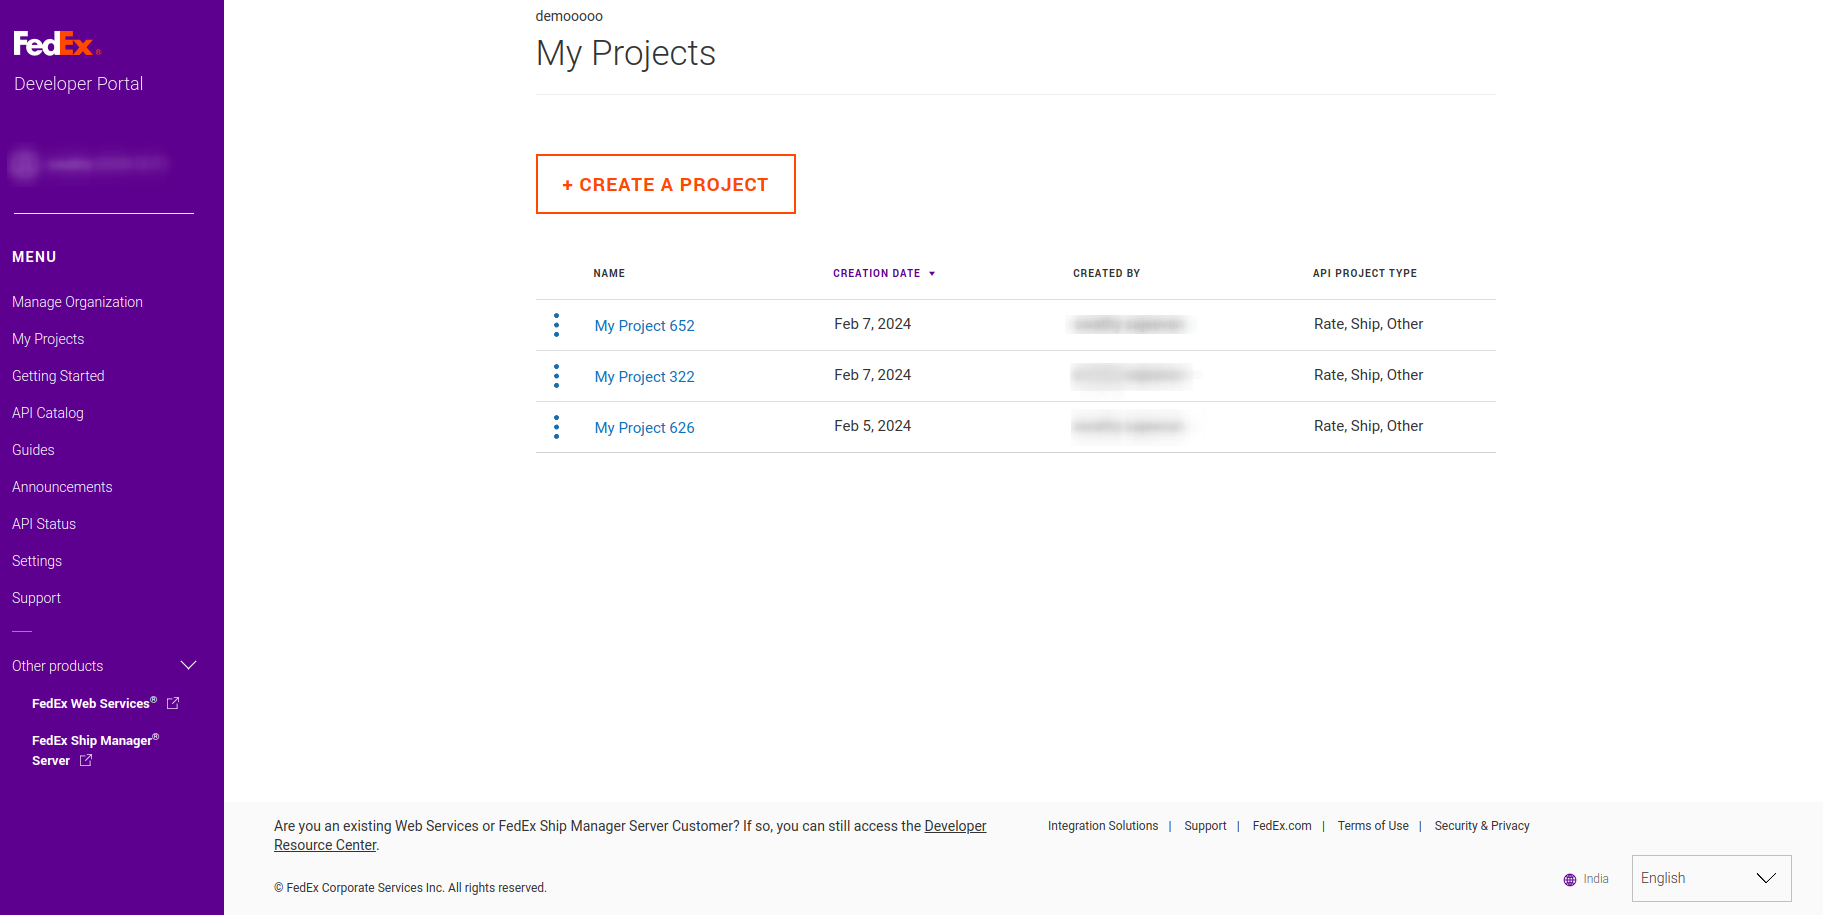 FedEx®
Developer Portal
MENU
Manage Organization
My Projects
Getting Started
API Catalog
Guides
Announcements
API Status
Settings
Support
Other products
FedEx Web Services®
FedEx Ship Manager®
Server
demooooo
My Projects
+ CREATE A PROJECT
NAME CREATION DATE CREATED BY API PROJECT TYPE
My Project 652 Feb 7, 2024 Rate, Ship, Other
My Project 322 Feb 7, 2024 Rate, Ship, Other
My Project 626 Feb 5, 2024 Rate, Ship, Other
Are you an existing Web Services or FedEx Ship Manager Server Customer? If so, you can still access the Developer
Resource Center.
Integration Solutions | Support | FedEx.com | Terms of Use | Security & Privacy
© FedEx Corporate Services Inc. All rights reserved.
India
English